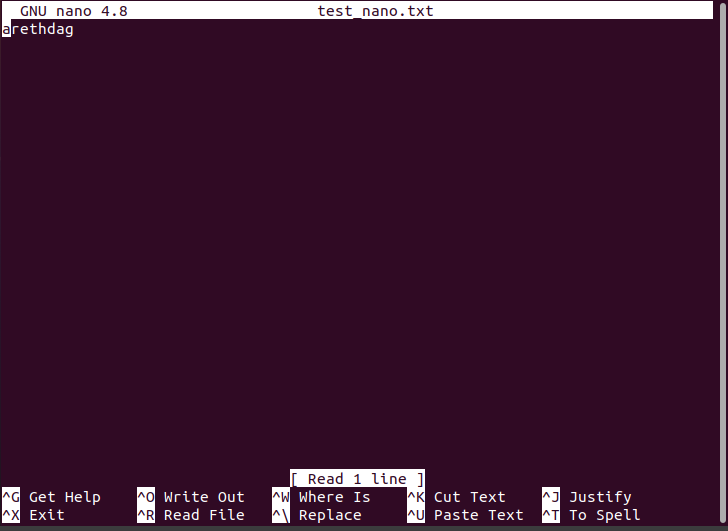 GNU nano 4.8 test_nano.txt
arethdag
[ Read 1 line ]
^G Get Help ^O Write Out ^W Where Is ^K Cut Text ^J Justify
^X Exit ^R Read File ^\ Replace ^U Paste Text ^T To Spell